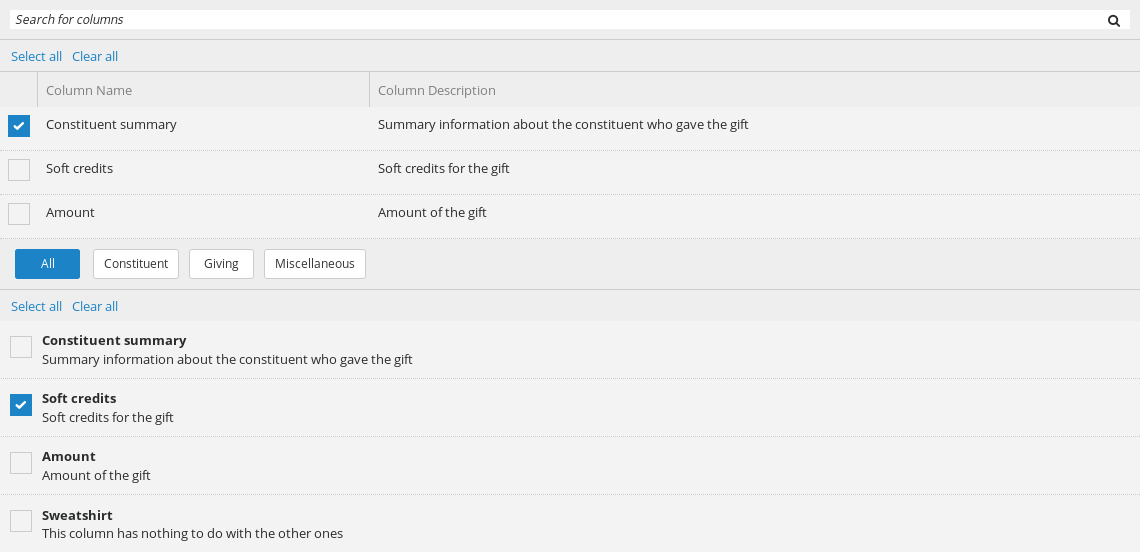 Search for columns
Select all Clear all
Column Name Column Description
Constituent summary Summary information about the constituent who gave the gift
Soft credits Soft credits for the gift
Amount Amount of the gift
All Constituent Giving Miscellaneous
Select all Clear all
Constituent summary
Summary information about the constituent who gave the gift
Soft credits
Soft credits for the gift
Amount
Amount of the gift
Sweatshirt
This column has nothing to do with the other ones